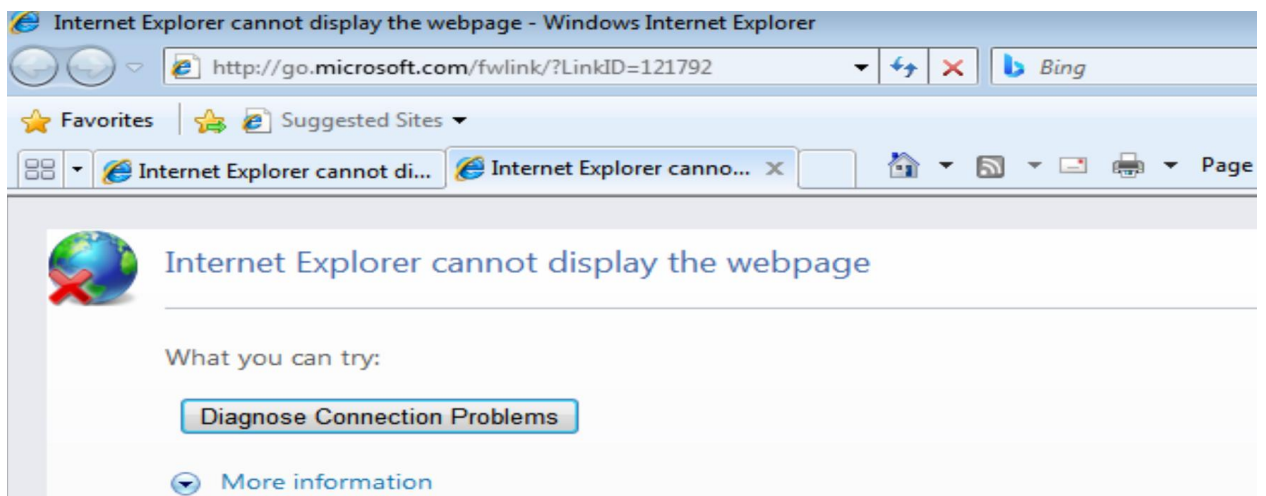 Internet Explorer cannot display the webpage - Windows Internet Explorer
http://go.microsoft.com/fwlink/?LinkID=121792 Bing
Favorites Suggested Sites
Internet Explorer cannot di... Internet Explorer canno... Page
Internet Explorer cannot display the webpage
What you can try:
Diagnose Connection Problems
More information